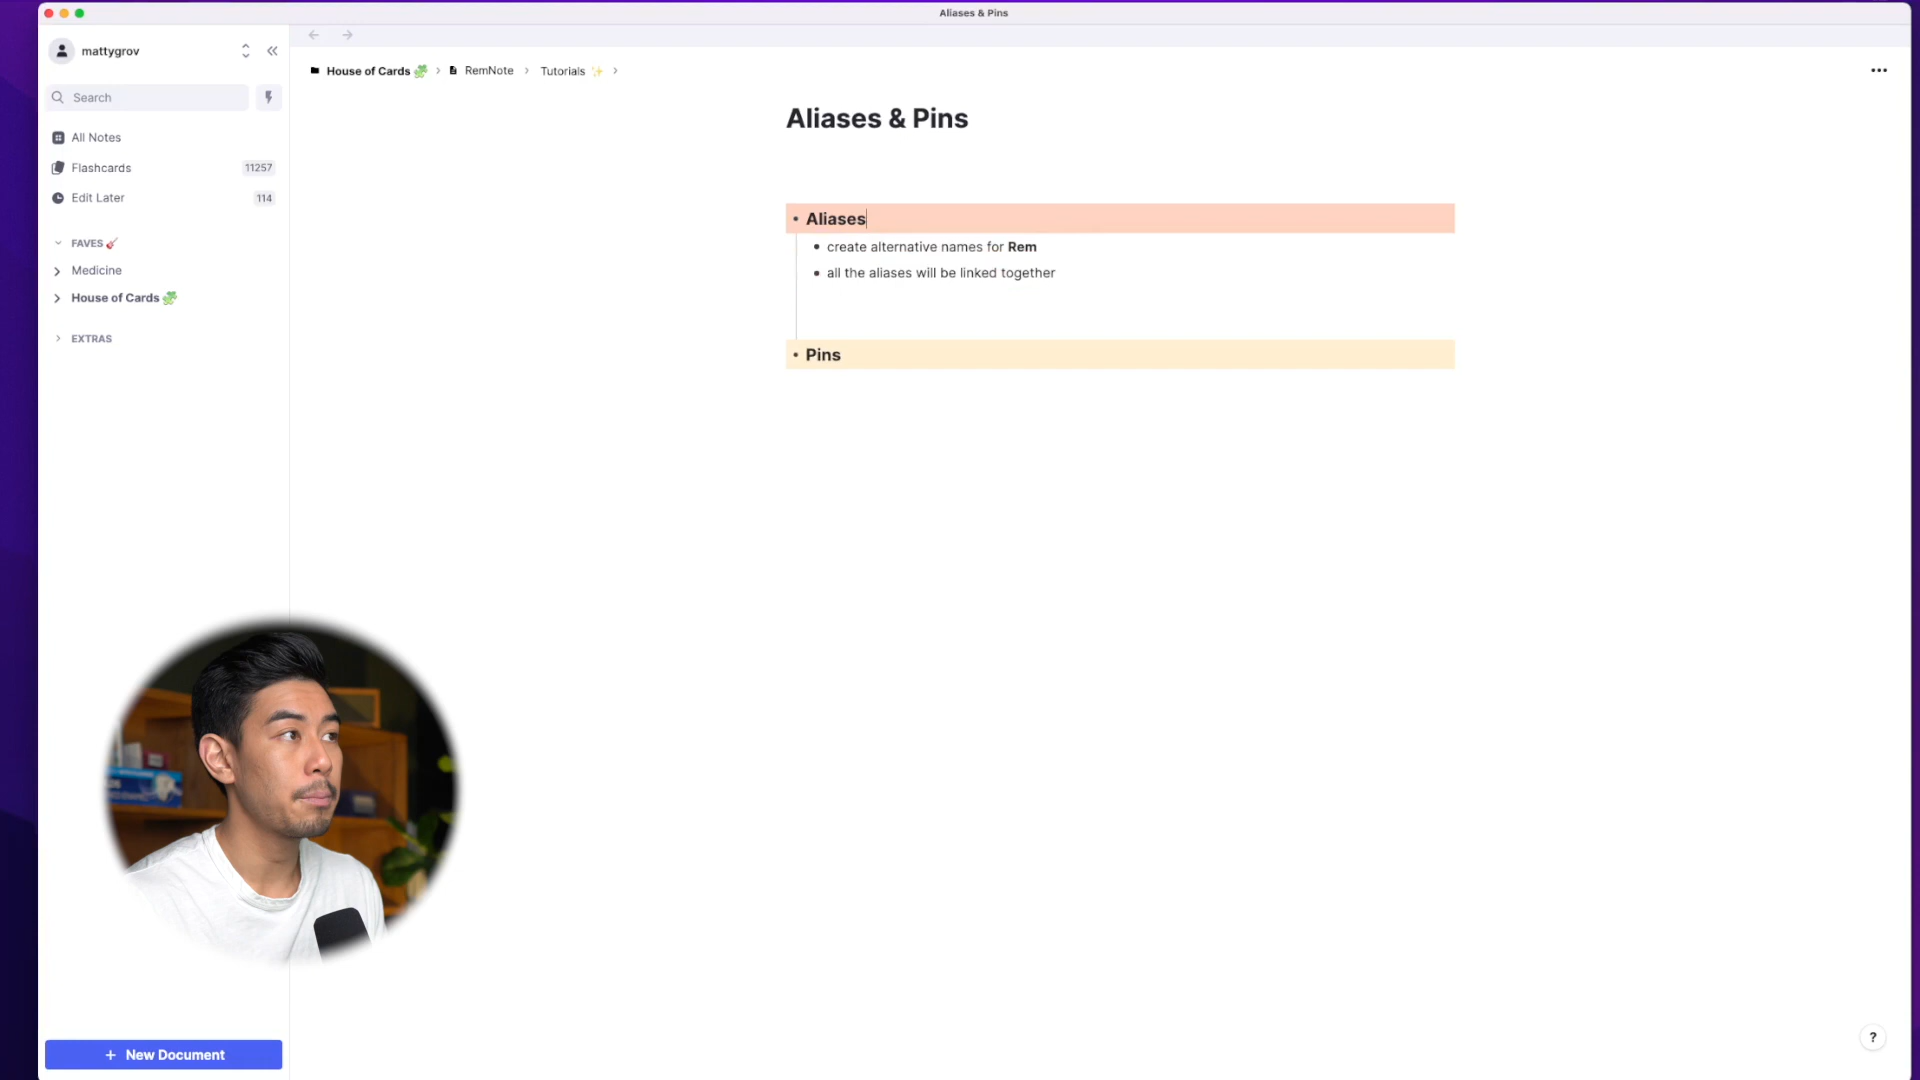 Aliases & Pins
mattygrov
House of Cards
RemNote
Tutorials
Search
Aliases & Pins
All Notes
Flashcards 11257
Edit Later 114
Aliases
FAVES
create alternative names for Rem
Medicine
all the aliases will be linked together
House of Cards
EXTRAS
Pins
+ New Document
?